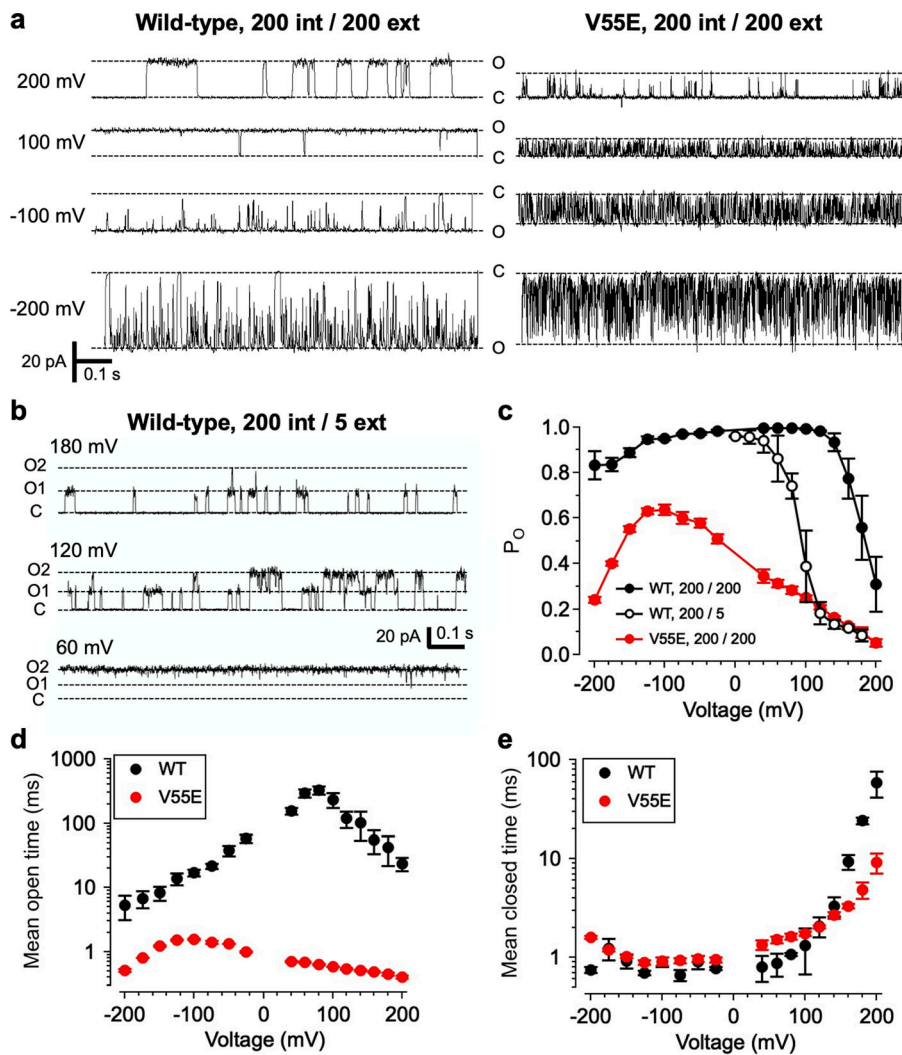 a
Wild-type, 200 int / 200 ext
V55E, 200 int / 200 ext
200 mV
O
C
100 mV
O
C
-100 mV
C
O
-200 mV
C
O
20 pA
0.1 s
b
Wild-type, 200 int / 5 ext
180 mV
O2
O1
C
120 mV
O2
O1
C
20 pA
0.1 s
60 mV
O2
O1
C
c
1.0
0.8
0.6
0.4
0.2
0.0
PO
WT, 200 / 200
WT, 200 / 5
V55E, 200 / 200
-200 -100 0 100 200
Voltage (mV)
d
1000
100
10
1
Mean open time (ms)
WT
V55E
-200 -100 0 100 200
Voltage (mV)
e
100
10
1
Mean closed time (ms)
WT
V55E
-200 -100 0 100 200
Voltage (mV)